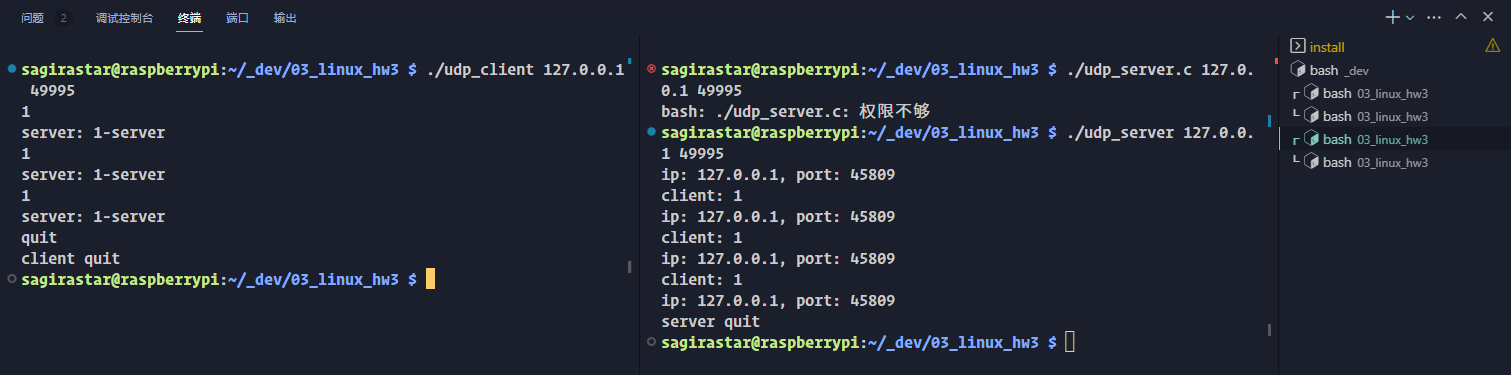 问题 2 调试控制台 终端 端口 输出
sagirastar@raspberrypi:~/_dev/03_linux_hw3 $ ./udp_client 127.0.0.1
49995
1
server: 1-server
1
server: 1-server
1
server: 1-server
quit
client quit
sagirastar@raspberrypi:~/_dev/03_linux_hw3 $
sagirastar@raspberrypi:~/_dev/03_linux_hw3 $ ./udp_server.c 127.0.
0.1 49995
bash: ./udp_server.c: 权限不够
sagirastar@raspberrypi:~/_dev/03_linux_hw3 $ ./udp_server 127.0.0.
1 49995
ip: 127.0.0.1, port: 45809
client: 1
ip: 127.0.0.1, port: 45809
client: 1
ip: 127.0.0.1, port: 45809
client: 1
ip: 127.0.0.1, port: 45809
server quit
sagirastar@raspberrypi:~/_dev/03_linux_hw3 $
install
bash _dev
bash 03_linux_hw3
bash 03_linux_hw3
bash 03_linux_hw3
bash 03_linux_hw3